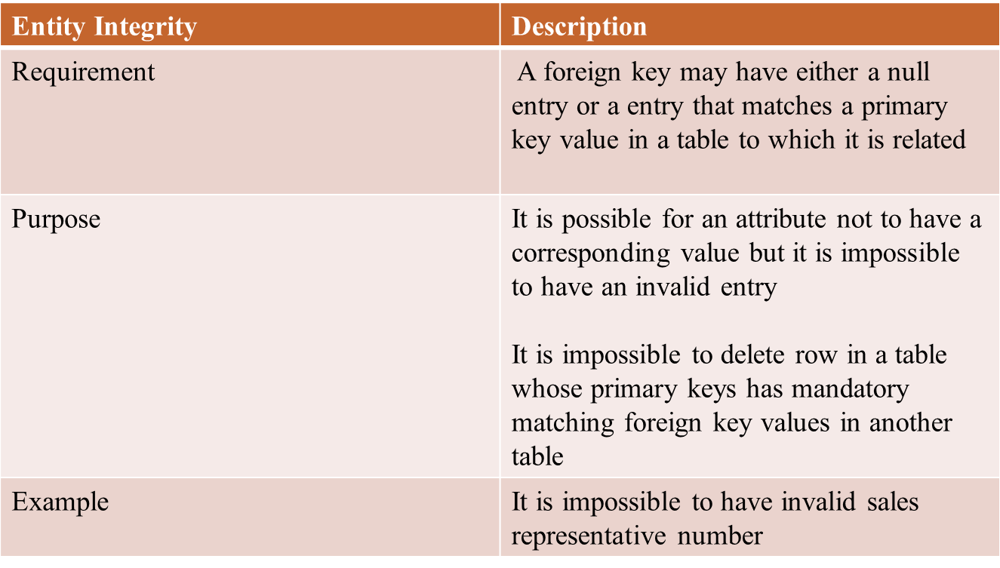 Entity Integrity
Description
Requirement
A foreign key may have either a null
entry or a entry that matches a primary
key value in a table to which it is related
Purpose
It is possible for an attribute not to have a
corresponding value but it is impossible
to have an invalid entry
It is impossible to delete row in a table
whose primary keys has mandatory
matching foreign key values in another
table
Example
It is impossible to have invalid sales
representative number